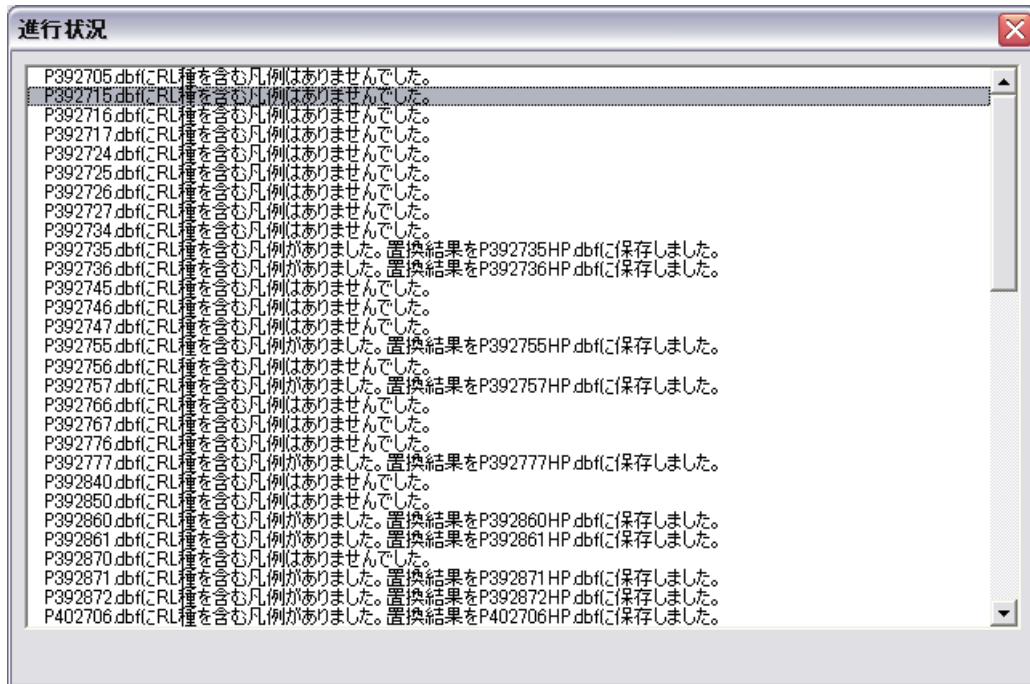 進行状況
P392705.dbfにRL種を含む凡例はありませんでした。
P392715.dbfにRL種を含む凡例はありませんでした。
P392716.dbfにRL種を含む凡例はありませんでした。
P392717.dbfにRL種を含む凡例はありませんでした。
P392724.dbfにRL種を含む凡例はありませんでした。
P392725.dbfにRL種を含む凡例はありませんでした。
P392726.dbfにRL種を含む凡例はありませんでした。
P392727.dbfにRL種を含む凡例はありませんでした。
P392734.dbfにRL種を含む凡例はありませんでした。
P392735.dbfにRL種を含む凡例がありました。置換結果をP392735HP.dbfに保存しました。
P392736.dbfにRL種を含む凡例がありました。置換結果をP392736HP.dbfに保存しました。
P392745.dbfにRL種を含む凡例はありませんでした。
P392746.dbfにRL種を含む凡例はありませんでした。
P392747.dbfにRL種を含む凡例はありませんでした。
P392755.dbfにRL種を含む凡例がありました。置換結果をP392755HP.dbfに保存しました。
P392756.dbfにRL種を含む凡例はありませんでした。
P392757.dbfにRL種を含む凡例がありました。置換結果をP392757HP.dbfに保存しました。
P392766.dbfにRL種を含む凡例はありませんでした。
P392767.dbfにRL種を含む凡例はありませんでした。
P392776.dbfにRL種を含む凡例はありませんでした。
P392777.dbfにRL種を含む凡例がありました。置換結果をP392777HP.dbfに保存しました。
P392840.dbfにRL種を含む凡例はありませんでした。
P392850.dbfにRL種を含む凡例はありませんでした。
P392860.dbfにRL種を含む凡例がありました。置換結果をP392860HP.dbfに保存しました。
P392861.dbfにRL種を含む凡例がありました。置換結果をP392861HP.dbfに保存しました。
P392870.dbfにRL種を含む凡例はありませんでした。
P392871.dbfにRL種を含む凡例がありました。置換結果をP392871HP.dbfに保存しました。
P392872.dbfにRL種を含む凡例がありました。置換結果をP392872HP.dbfに保存しました。
P402706.dbfにRL種を含む凡例がありました。置換結果をP402706HP.dbfに保存しました。